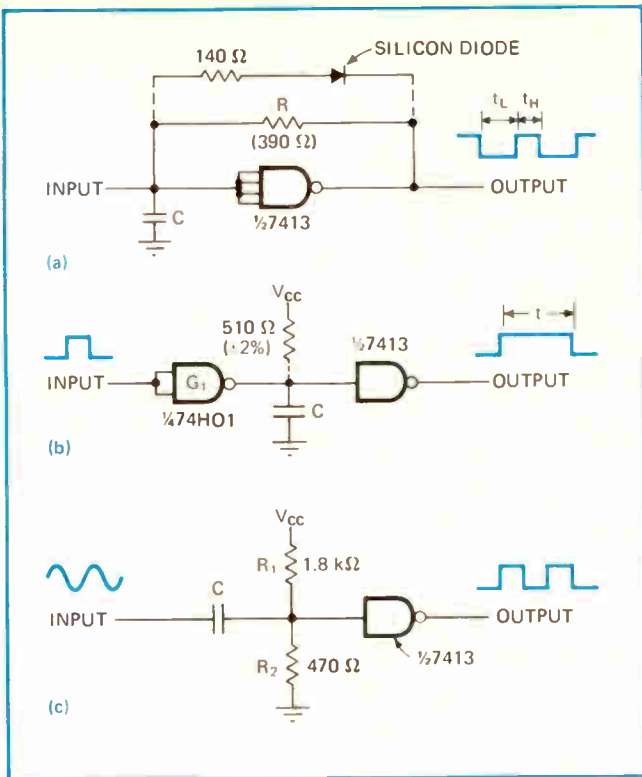 SILICON DIODE
140 Ω
R
(390 Ω)
tL tH
INPUT
C
½7413
OUTPUT
(a)
VCC
510 Ω
(±2%)
½7413
t
INPUT
G1
¼74H01
C
OUTPUT
(b)
VCC
R1 1.8 kΩ
C
INPUT
OUTPUT
R2 470 Ω
½7413
(c)